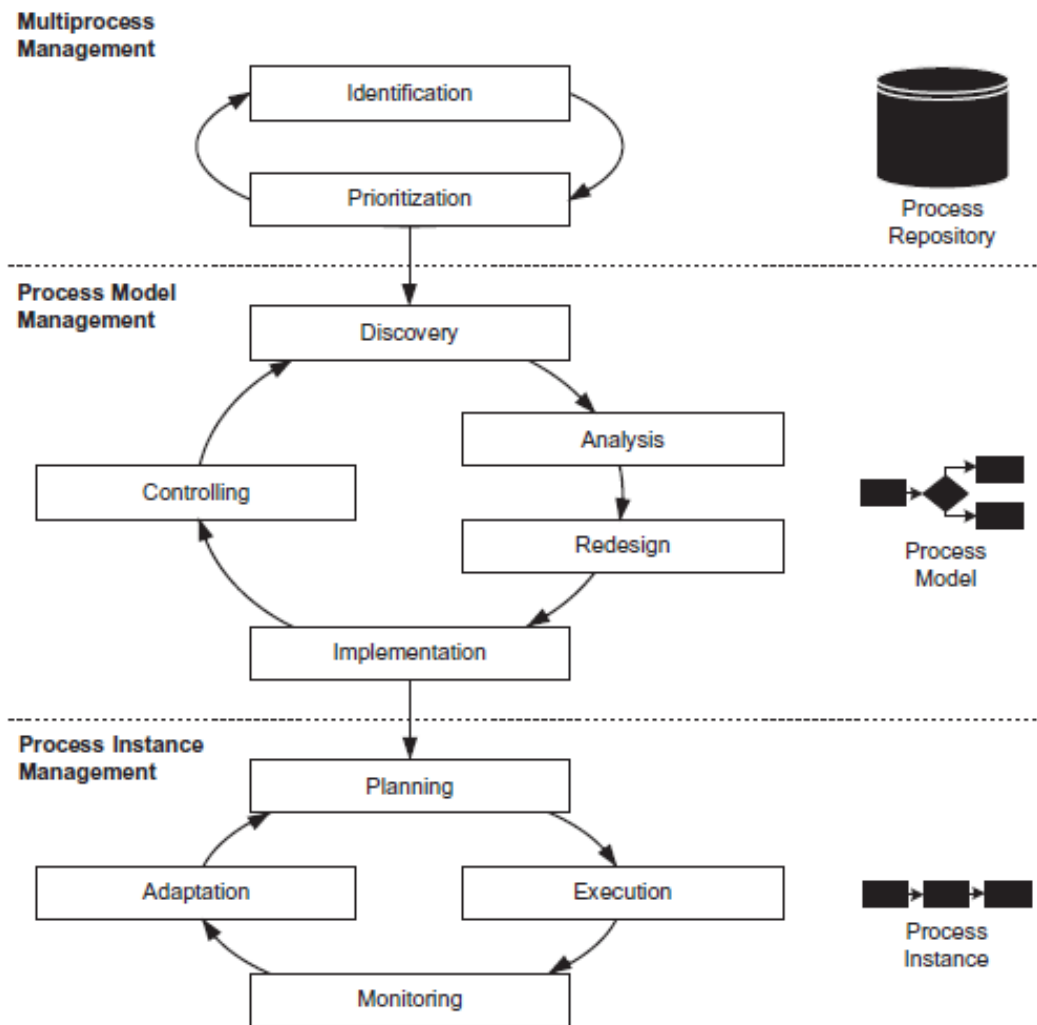 Multiprocess
Management
Identification
Prioritization
Process
Repository
Process Model
Management
Discovery
Analysis
Controlling
Redesign
Process
Model
Implementation
Process Instance
Management
Planning
Adaptation
Execution
Process
Instance
Monitoring